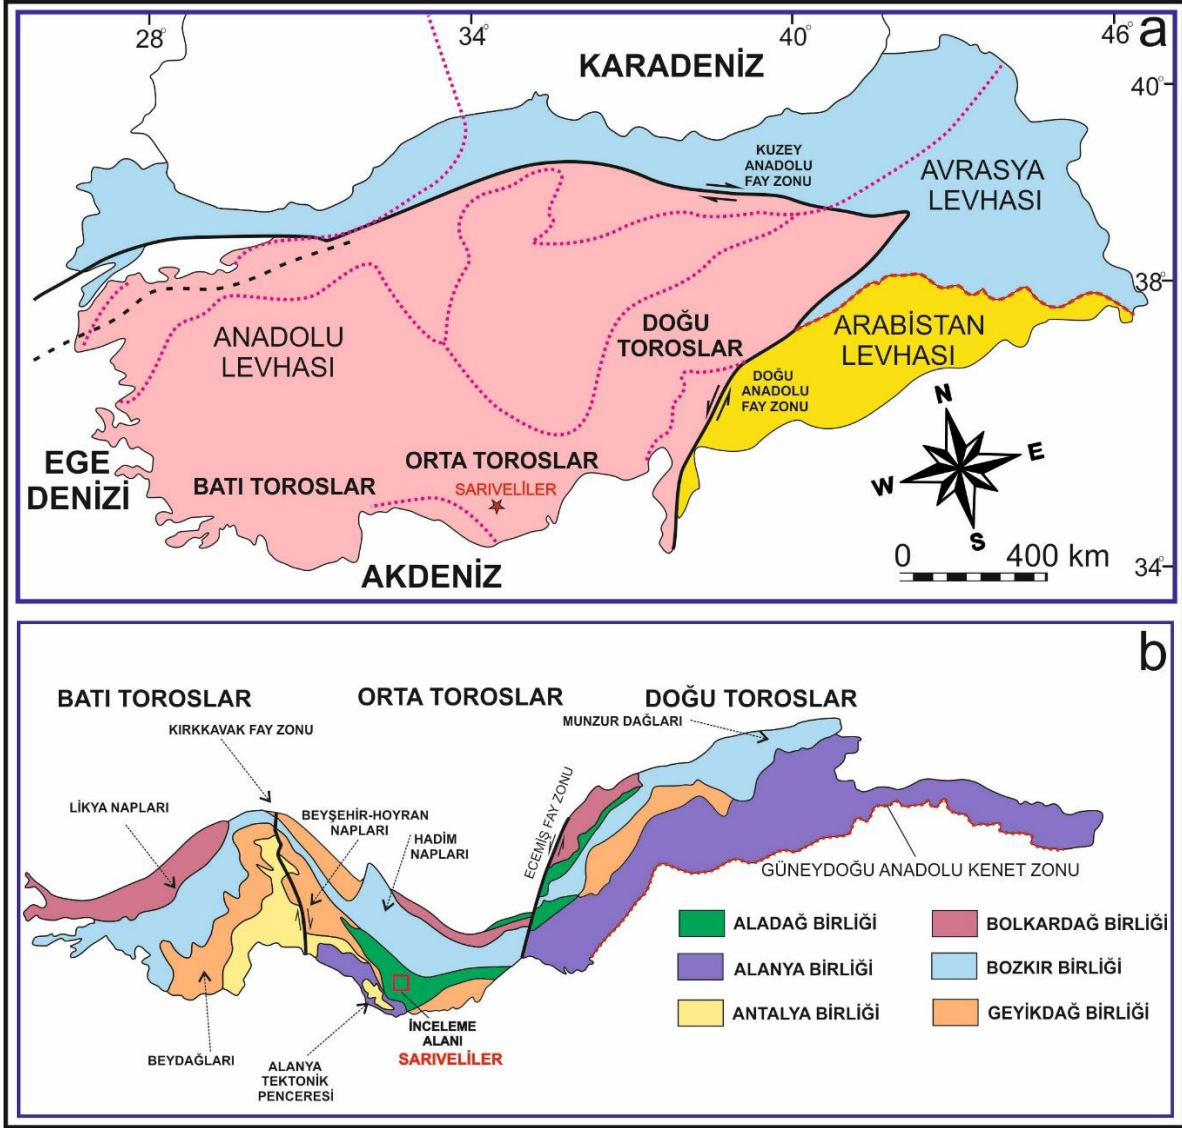 a
28°
34°
40°
46°
KARADENİZ
40°
KUZEY
ANADOLU
FAY ZONU
AVRASYA
LEVHASI
38°
ANADOLU
LEVHASI
DOĞU
TOROSLAR
ARABİSTAN
LEVHASI
DOĞU
ANADOLU
FAY ZONU
N
E
W
S
EGE
DENİZİ
BATI TOROSLAR
ORTA TOROSLAR
SARIVELİLER
AKDENİZ
0 400 km
34°
b
BATI TOROSLAR
ORTA TOROSLAR
DOĞU TOROSLAR
KIRKKAVAK FAY ZONU
MUNZUR DAĞLARI
LİKYA NAPLARI
BEYŞEHİR-HOYRAN
NAPLARI
HADİM
NAPLARI
ECEMİŞ FAY ZONU
GÜNEYDOĞU ANADOLU KENET ZONU
ALADAĞ BİRLİĞİ
BOLKARDAĞ BİRLİĞİ
ALANYA BİRLİĞİ
BOZKIR BİRLİĞİ
ANTALYA BİRLİĞİ
GEYİKDAĞ BİRLİĞİ
BEYDAĞLARI
ALANYA
TEKTONİK
PENCERESİ
İNCELEME
ALANI
SARIVELİLER